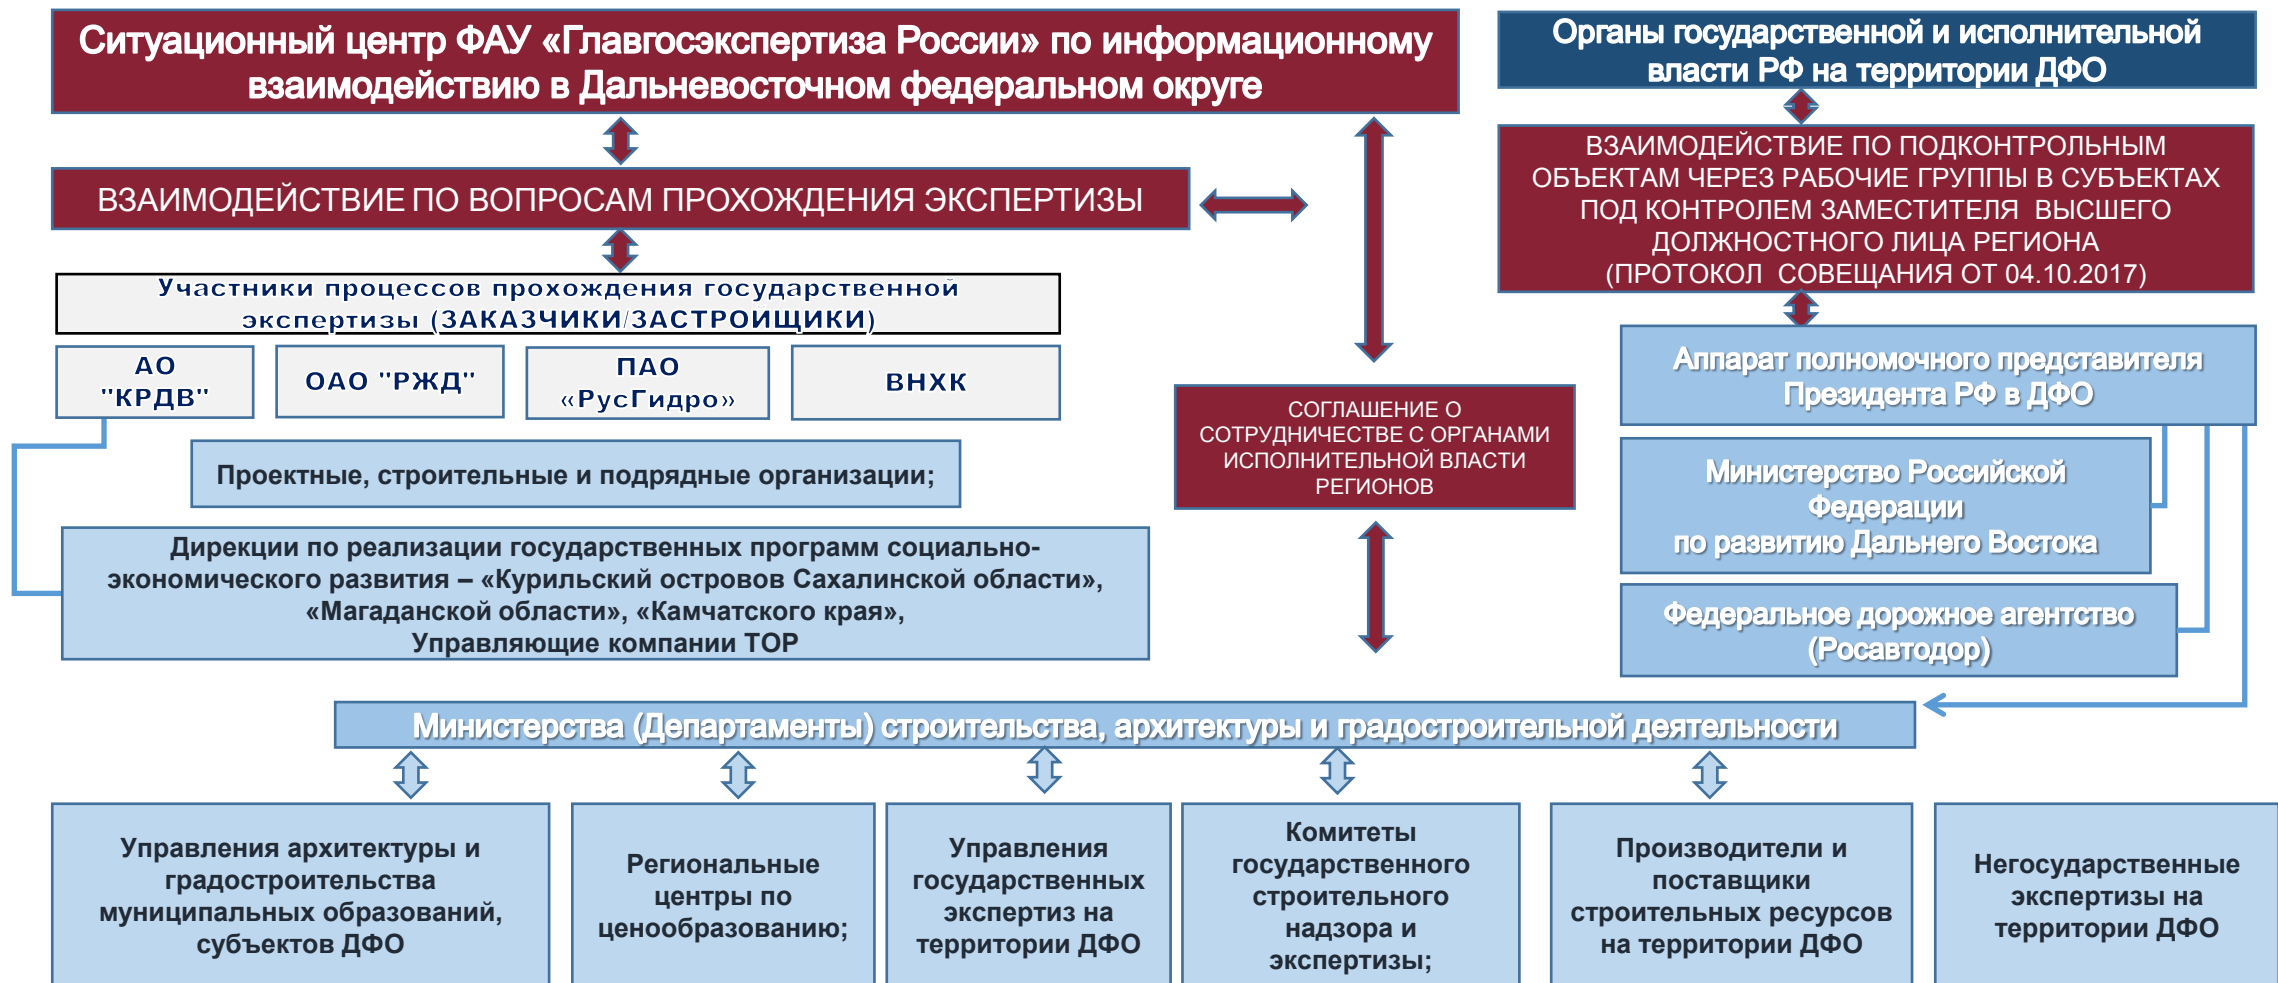 Ситуационный центр ФАУ «Главгосэкспертиза России» по информационному
взаимодействию в Дальневосточном федеральном округе
Органы государственной и исполнительной
власти РФ на территории ДФО
ВЗАИМОДЕЙСТВИЕ ПО ВОПРОСАМ ПРОХОЖДЕНИЯ ЭКСПЕРТИЗЫ
ВЗАИМОДЕЙСТВИЕ ПО ПОДКОНТРОЛЬНЫМ
ОБЪЕКТАМ ЧЕРЕЗ РАБОЧИЕ ГРУППЫ В СУБЪЕКТАХ
ПОД КОНТРОЛЕМ ЗАМЕСТИТЕЛЯ ВЫСШЕГО
ДОЛЖНОСТНОГО ЛИЦА РЕГИОНА
(ПРОТОКОЛ СОВЕЩАНИЯ ОТ 04.10.2017)
Участники процессов прохождения государственной
экспертизы (ЗАКАЗЧИКИ/ЗАСТРОИЩИКИ)
АО
"КРДВ"
ОАО "РЖД"
ПАО
«РусГидро»
ВНХК
Аппарат полномочного представителя
Президента РФ в ДФО
СОГЛАШЕНИЕ О
СОТРУДНИЧЕСТВЕ С ОРГАНАМИ
ИСПОЛНИТЕЛЬНОЙ ВЛАСТИ
РЕГИОНОВ
Проектные, строительные и подрядные организации;
Министерство Российской
Федерации
по развитию Дальнего Востока
Дирекции по реализации государственных программ социально-
экономического развития – «Курильский островов Сахалинской области»,
«Магаданской области», «Камчатского края»,
Управляющие компании ТОР
Федеральное дорожное агентство
(Росавтодор)
Министерства (Департаменты) строительства, архитектуры и градостроительной деятельности
Управления архитектуры и
градостроительства
муниципальных образований,
субъектов ДФО
Региональные
центры по
ценообразованию;
Управления
государственных
экспертиз на
территории ДФО
Комитеты
государственного
строительного
надзора и
экспертизы;
Производители и
поставщики
строительных ресурсов
на территории ДФО
Негосударственные
экспертизы на
территории ДФО